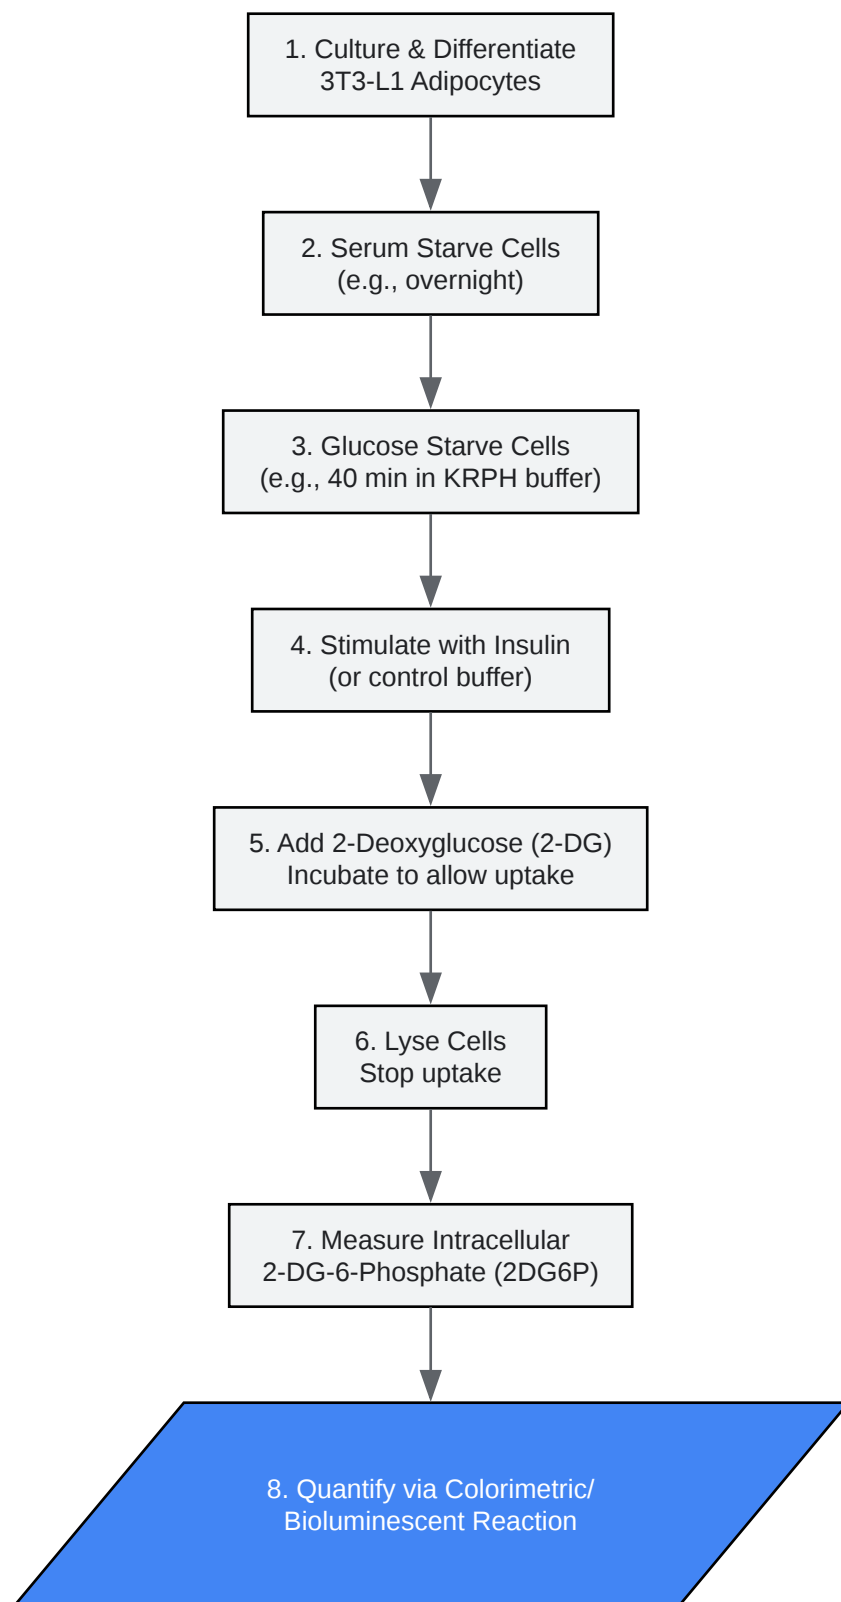 1. Culture & Differentiate
3T3-L1 Adipocytes
2. Serum Starve Cells
(e.g., overnight)
3. Glucose Starve Cells
(e.g., 40 min in KRPH buffer)
4. Stimulate with Insulin
(or control buffer)
5. Add 2-Deoxyglucose (2-DG)
Incubate to allow uptake
6. Lyse Cells
Stop uptake
7. Measure Intracellular
2-DG-6-Phosphate (2DG6P)
8. Quantify via Colorimetric/
Bioluminescent Reaction